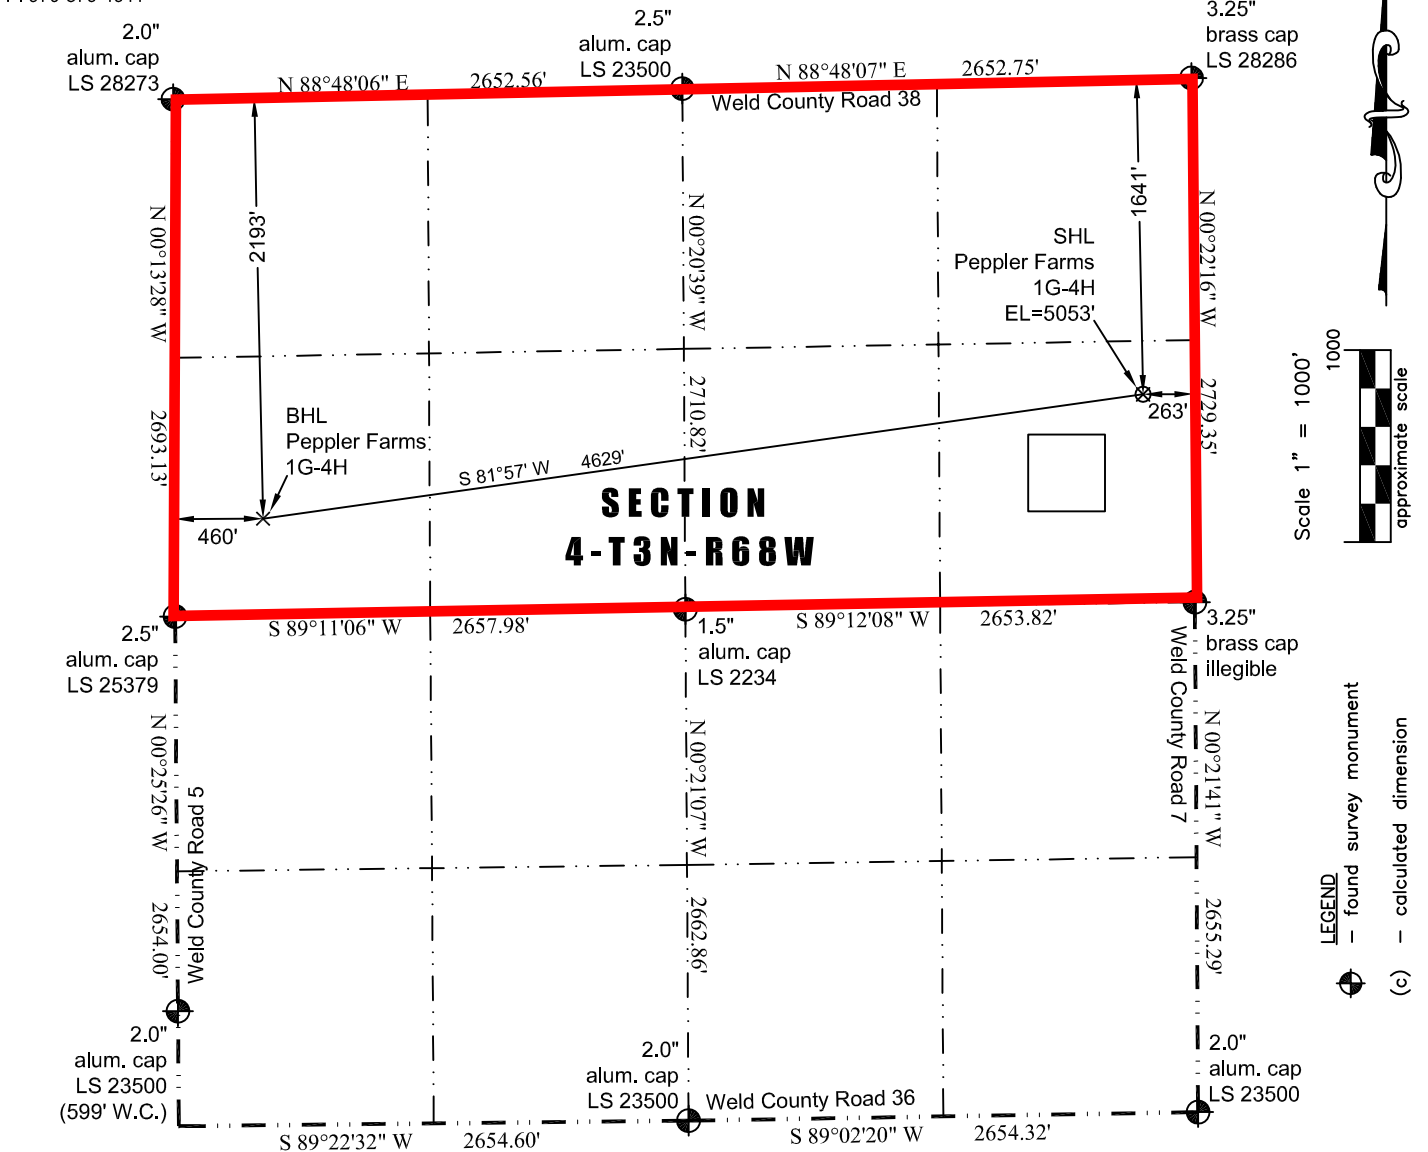 2.0"
alum. cap
LS 28273
2.5"
alum. cap
LS 23500
3.25"
brass cap
LS 28286
N 88°48'06" E 2652.56'
N 88°48'07" E 2652.75'
Weld County Road 38
2193'
1641'
N 00°13'28" W 2693.13'
N 00°20'39" W 2710.82'
N 00°22'16" W 2729.35'
SHL
Peppler Farms
1G-4H
EL=5053'
263'
BHL
Peppler Farms
1G-4H
S 81°57' W 4629'
460'
SECTION
4-T3N-R68W
Scale 1" = 1000'
1000
approximate scale
2.5"
alum. cap
LS 25379
S 89°11'06" W 2657.98'
1.5"
alum. cap
LS 2234
S 89°12'08" W 2653.82'
3.25"
brass cap
illegible
Weld County Road 7
N 00°25'26" W 2654.00'
Weld County Road 5
N 00°21'07" W 2662.86'
N 00°21'41" W 2655.29'
LEGEND
– found survey monument
(c) – calculated dimension
2.0"
alum. cap
LS 23500
(599' W.C.)
2.0"
alum. cap
LS 23500
Weld County Road 36
2.0"
alum. cap
LS 23500
S 89°22'32" W 2654.60'
S 89°02'20" W 2654.32'